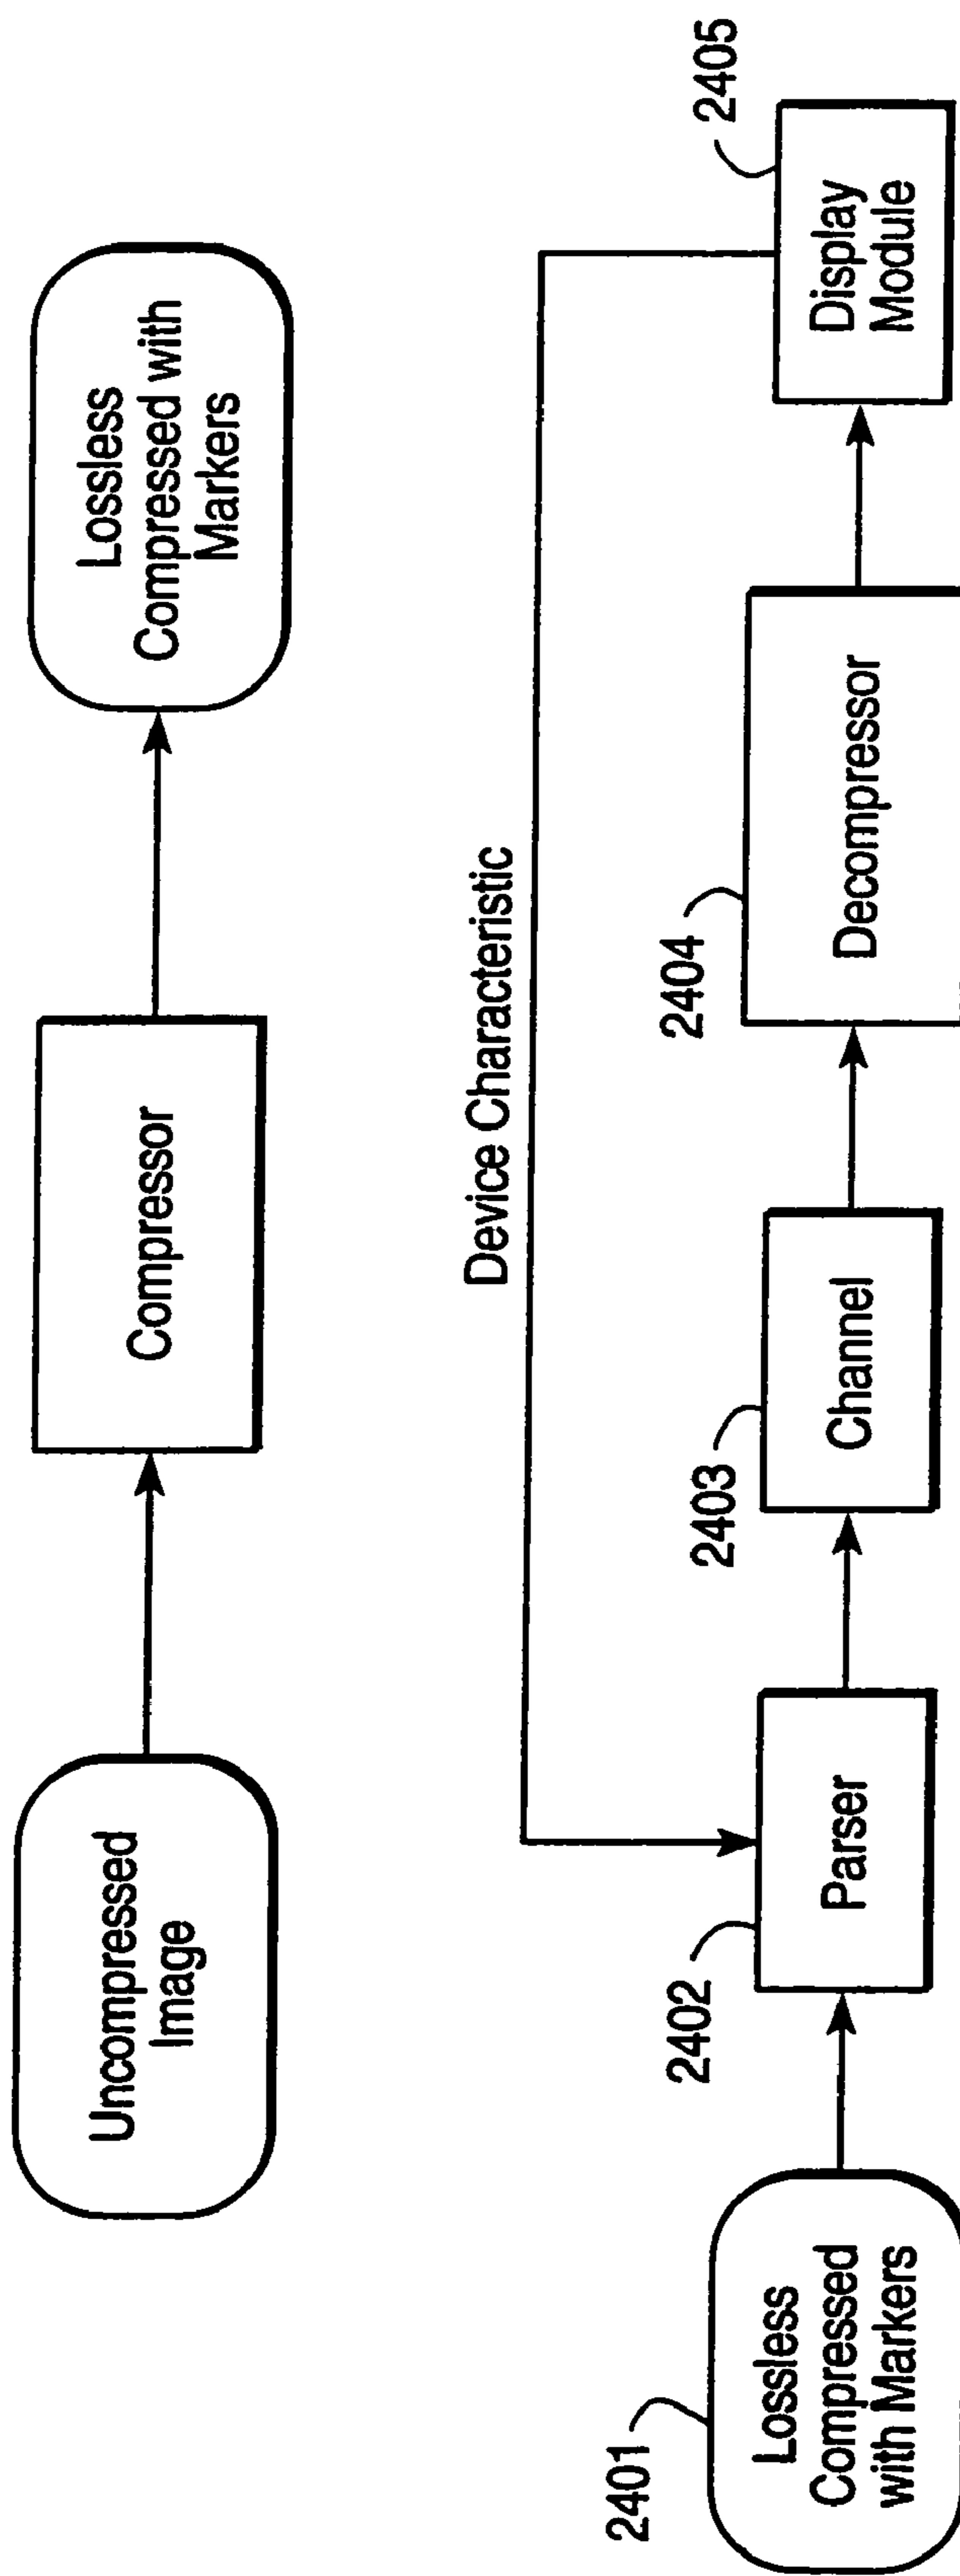 Uncompressed
Image
Compressor
Lossless
Compressed with
Markers
Device Characteristic
2401
Lossless
Compressed
with Markers
2402
Parser
2403
Channel
2404
Decompressor
2405
Display
Module